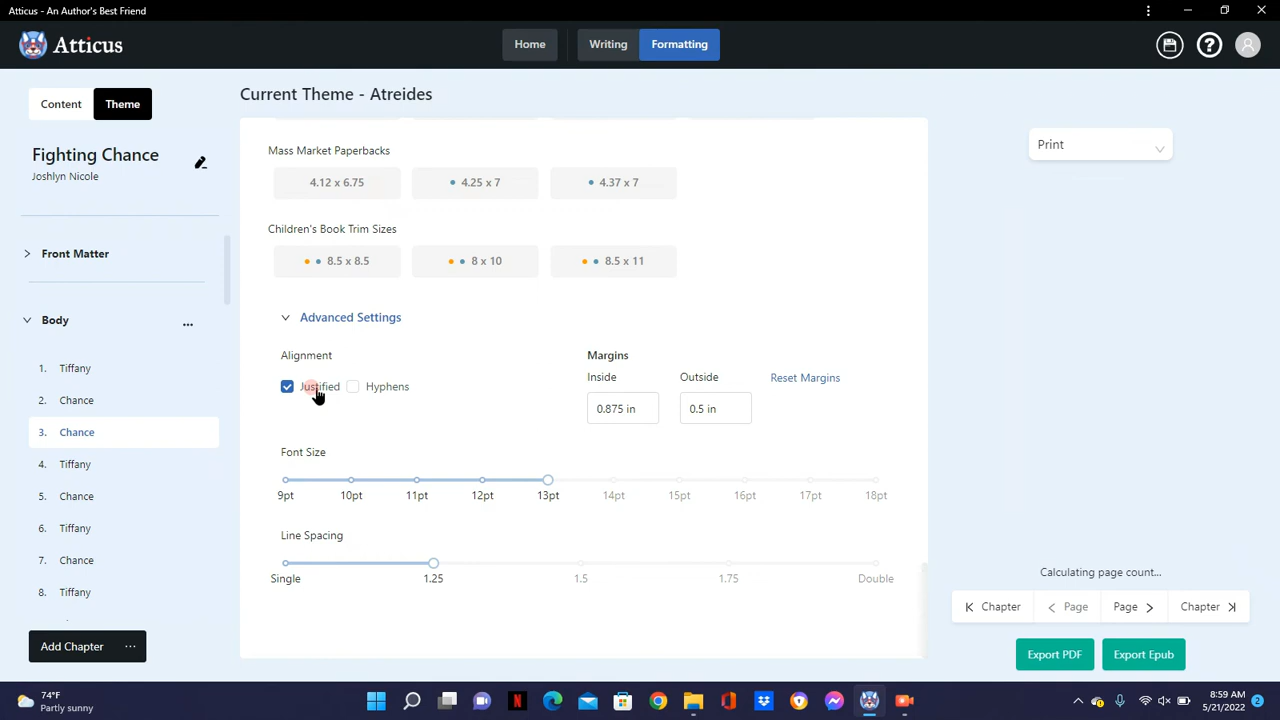 Atticus - An Author's Best Friend
Atticus
Home
Writing
Formatting
Content
Theme
Current Theme - Atreides
Fighting Chance
Joshlyn Nicole
Front Matter
Body
1. Tiffany
2. Chance
3. Chance
4. Tiffany
5. Chance
6. Tiffany
7. Chance
8. Tiffany
Add Chapter
Mass Market Paperbacks
4.12 x 6.75
4.25 x 7
4.37 x 7
Children's Book Trim Sizes
8.5 x 8.5
8 x 10
8.5 x 11
Advanced Settings
Alignment
Justified
Hyphens
Margins
Inside
Outside
Reset Margins
0.875 in
0.5 in
Font Size
9pt 10pt 11pt 12pt 13pt 14pt 15pt 16pt 17pt 18pt
Line Spacing
Single 1.25 1.5 1.75 Double
Print
Calculating page count...
Chapter
Page
Page
Chapter
Export PDF
Export Epub
74°F
Partly sunny
8:59 AM
5/21/2022
2